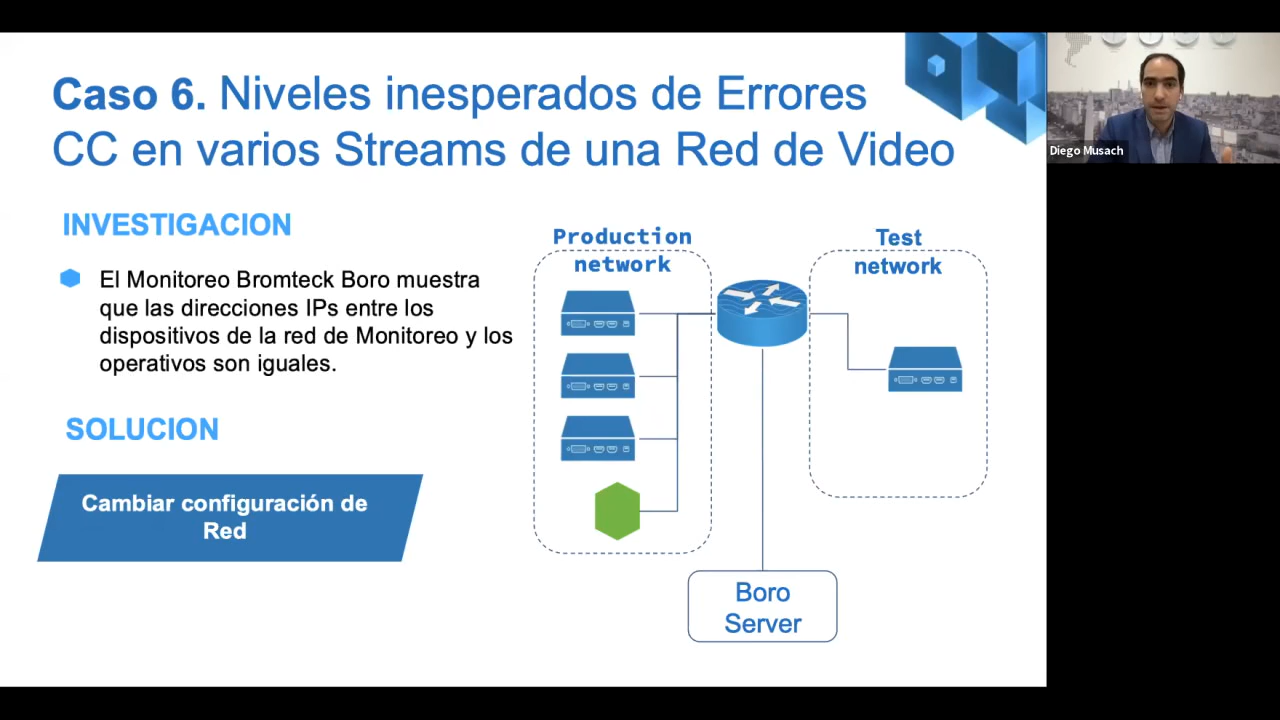 Caso 6. Niveles inesperados de Errores
CC en varios Streams de una Red de Video
Diego Musach
INVESTIGACION
El Monitoreo Bromteck Boro muestra
que las direcciones IPs entre los
dispositivos de la red de Monitoreo y los
operativos son iguales.
SOLUCION
Cambiar configuración de
Red
Production
network
Test
network
Boro
Server